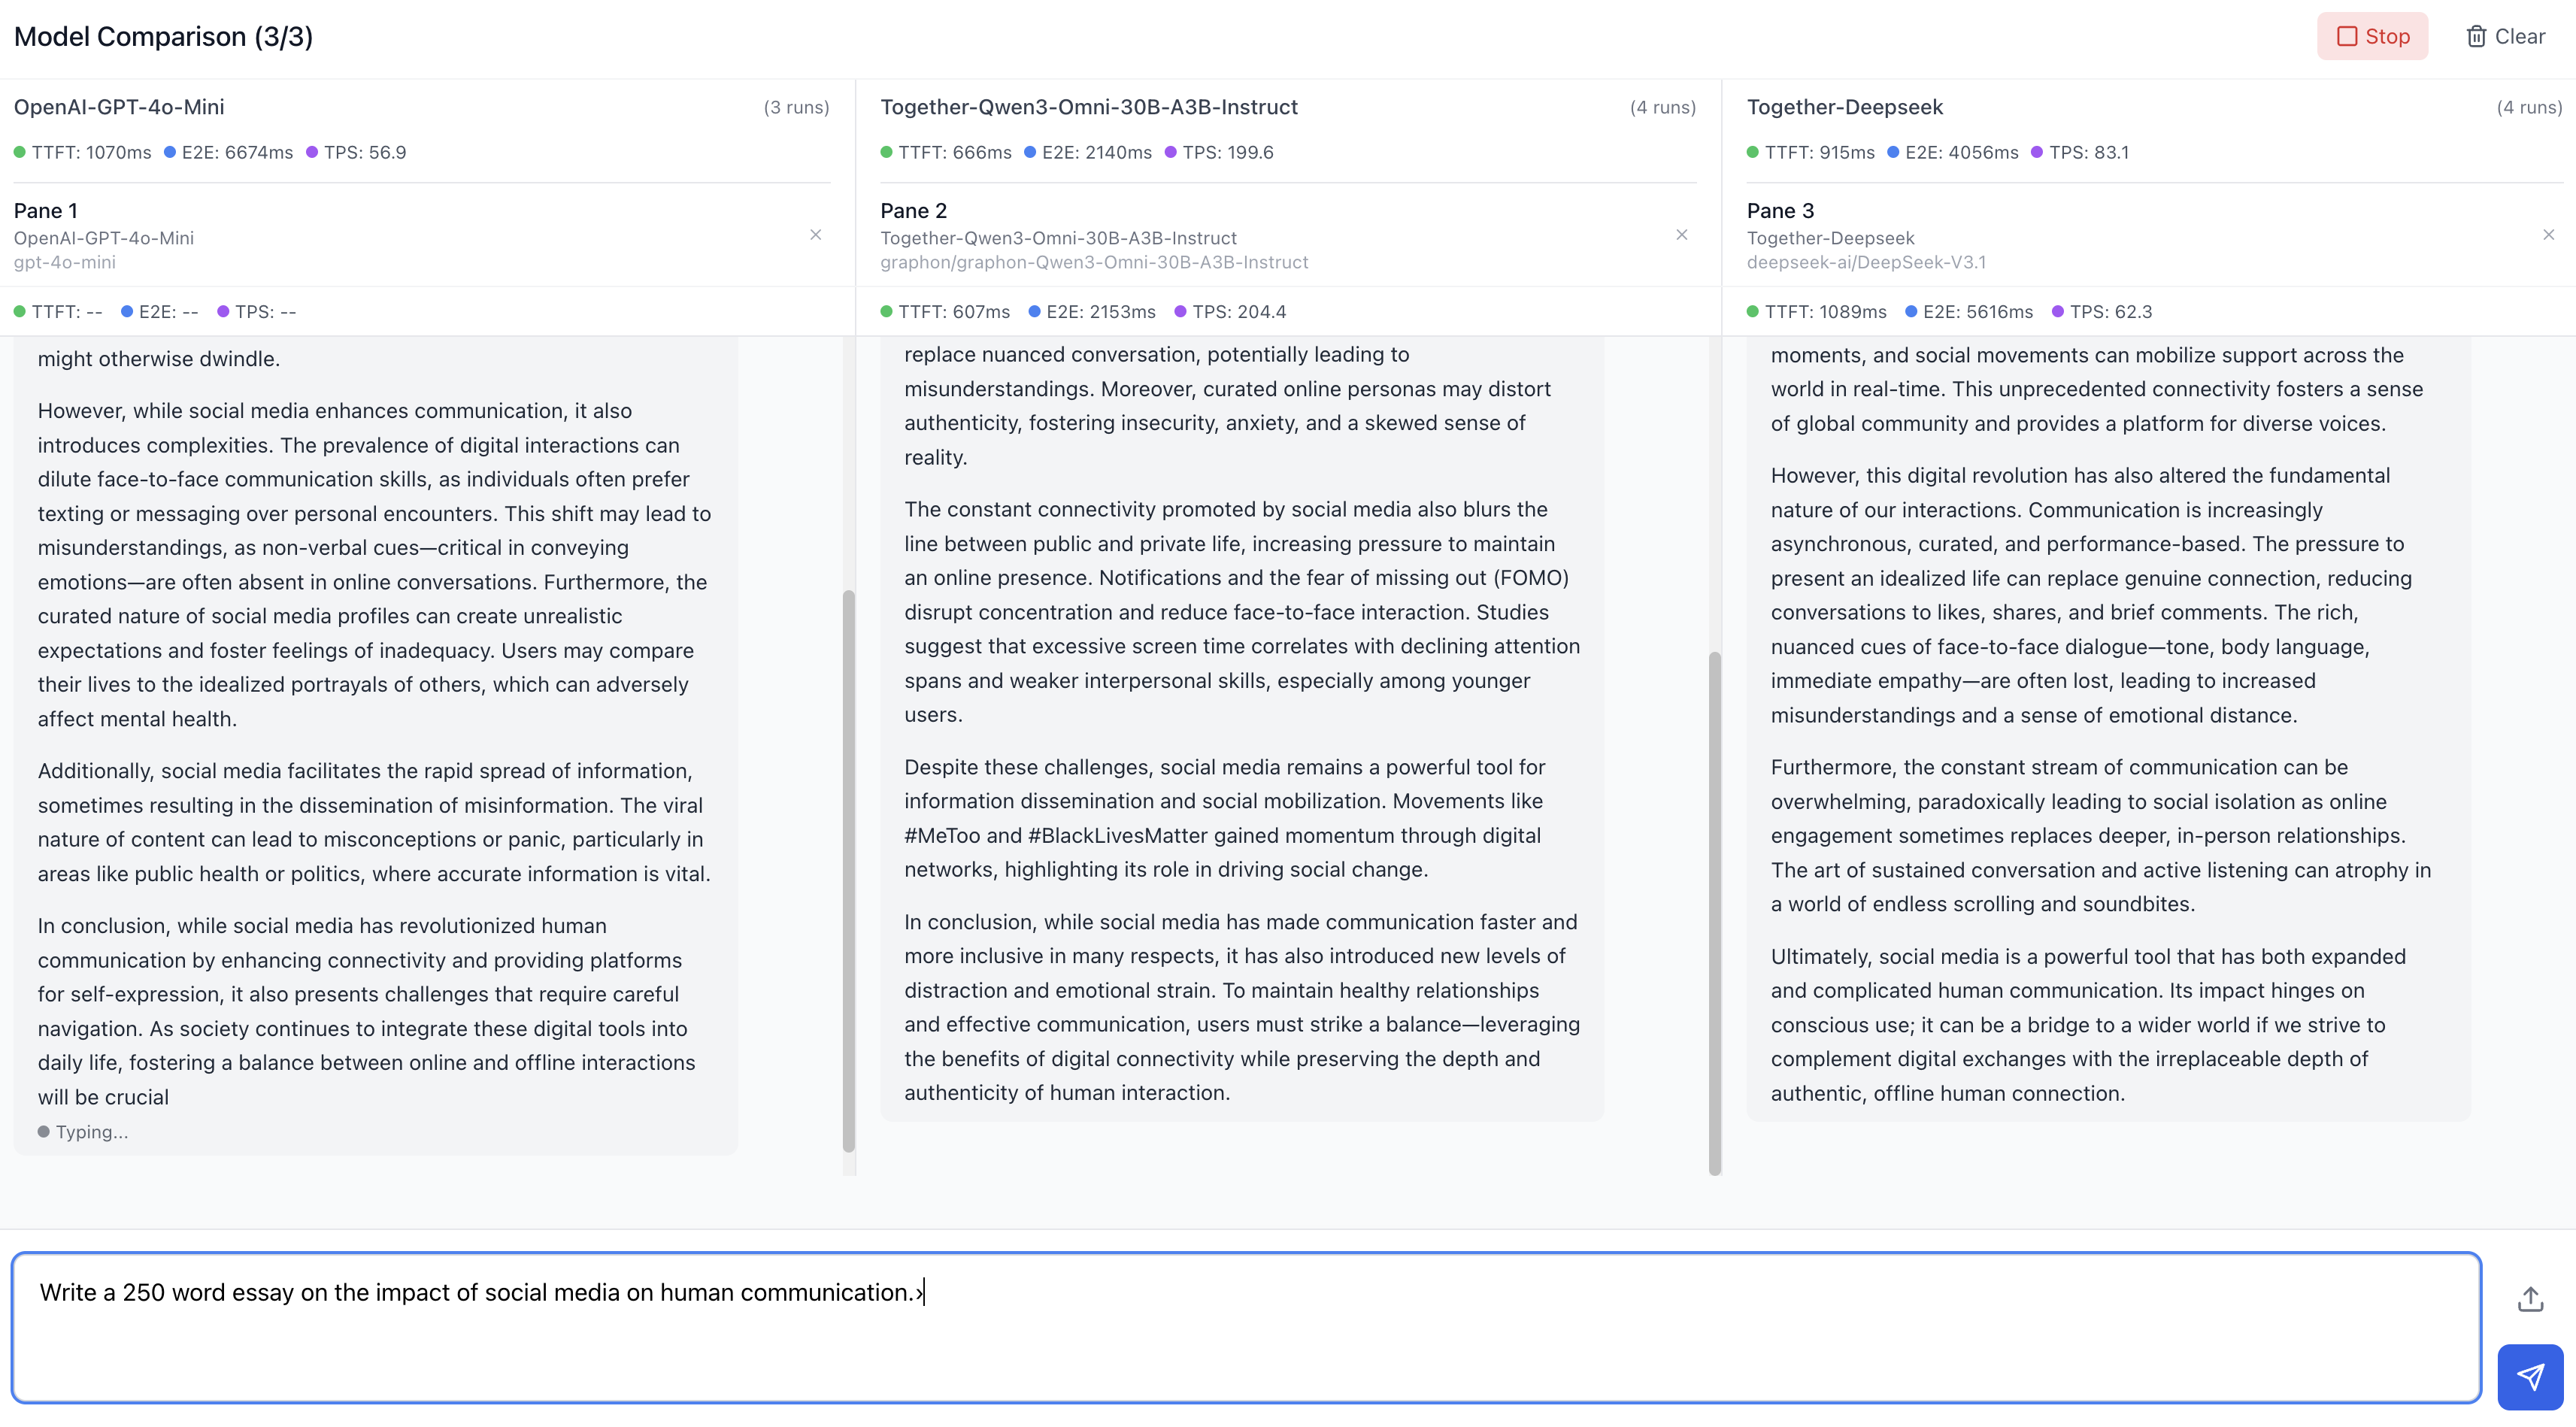 Model Comparison (3/3)
Stop
Clear
OpenAI-GPT-4o-Mini
(3 runs)
TTFT: 1070ms E2E: 6674ms TPS: 56.9
Pane 1
OpenAI-GPT-4o-Mini
gpt-4o-mini
TTFT: -- E2E: -- TPS: --
might otherwise dwindle.
However, while social media enhances communication, it also
introduces complexities. The prevalence of digital interactions can
dilute face-to-face communication skills, as individuals often prefer
texting or messaging over personal encounters. This shift may lead to
misunderstandings, as non-verbal cues—critical in conveying
emotions—are often absent in online conversations. Furthermore, the
curated nature of social media profiles can create unrealistic
expectations and foster feelings of inadequacy. Users may compare
their lives to the idealized portrayals of others, which can adversely
affect mental health.
Additionally, social media facilitates the rapid spread of information,
sometimes resulting in the dissemination of misinformation. The viral
nature of content can lead to misconceptions or panic, particularly in
areas like public health or politics, where accurate information is vital.
In conclusion, while social media has revolutionized human
communication by enhancing connectivity and providing platforms
for self-expression, it also presents challenges that require careful
navigation. As society continues to integrate these digital tools into
daily life, fostering a balance between online and offline interactions
will be crucial
Typing...
Together-Qwen3-Omni-30B-A3B-Instruct
(4 runs)
TTFT: 666ms E2E: 2140ms TPS: 199.6
Pane 2
Together-Qwen3-Omni-30B-A3B-Instruct
graphon/graphon-Qwen3-Omni-30B-A3B-Instruct
TTFT: 607ms E2E: 2153ms TPS: 204.4
replace nuanced conversation, potentially leading to
misunderstandings. Moreover, curated online personas may distort
authenticity, fostering insecurity, anxiety, and a skewed sense of
reality.
The constant connectivity promoted by social media also blurs the
line between public and private life, increasing pressure to maintain
an online presence. Notifications and the fear of missing out (FOMO)
disrupt concentration and reduce face-to-face interaction. Studies
suggest that excessive screen time correlates with declining attention
spans and weaker interpersonal skills, especially among younger
users.
Despite these challenges, social media remains a powerful tool for
information dissemination and social mobilization. Movements like
#MeToo and #BlackLivesMatter gained momentum through digital
networks, highlighting its role in driving social change.
In conclusion, while social media has made communication faster and
more inclusive in many respects, it has also introduced new levels of
distraction and emotional strain. To maintain healthy relationships
and effective communication, users must strike a balance—leveraging
the benefits of digital connectivity while preserving the depth and
authenticity of human interaction.
Together-Deepseek
(4 runs)
TTFT: 915ms E2E: 4056ms TPS: 83.1
Pane 3
Together-Deepseek
deepseek-ai/DeepSeek-V3.1
TTFT: 1089ms E2E: 5616ms TPS: 62.3
moments, and social movements can mobilize support across the
world in real-time. This unprecedented connectivity fosters a sense
of global community and provides a platform for diverse voices.
However, this digital revolution has also altered the fundamental
nature of our interactions. Communication is increasingly
asynchronous, curated, and performance-based. The pressure to
present an idealized life can replace genuine connection, reducing
conversations to likes, shares, and brief comments. The rich,
nuanced cues of face-to-face dialogue—tone, body language,
immediate empathy—are often lost, leading to increased
misunderstandings and a sense of emotional distance.
Furthermore, the constant stream of communication can be
overwhelming, paradoxically leading to social isolation as online
engagement sometimes replaces deeper, in-person relationships.
The art of sustained conversation and active listening can atrophy in
a world of endless scrolling and soundbites.
Ultimately, social media is a powerful tool that has both expanded
and complicated human communication. Its impact hinges on
conscious use; it can be a bridge to a wider world if we strive to
complement digital exchanges with the irreplaceable depth of
authentic, offline human connection.
Write a 250 word essay on the impact of social media on human communication.›